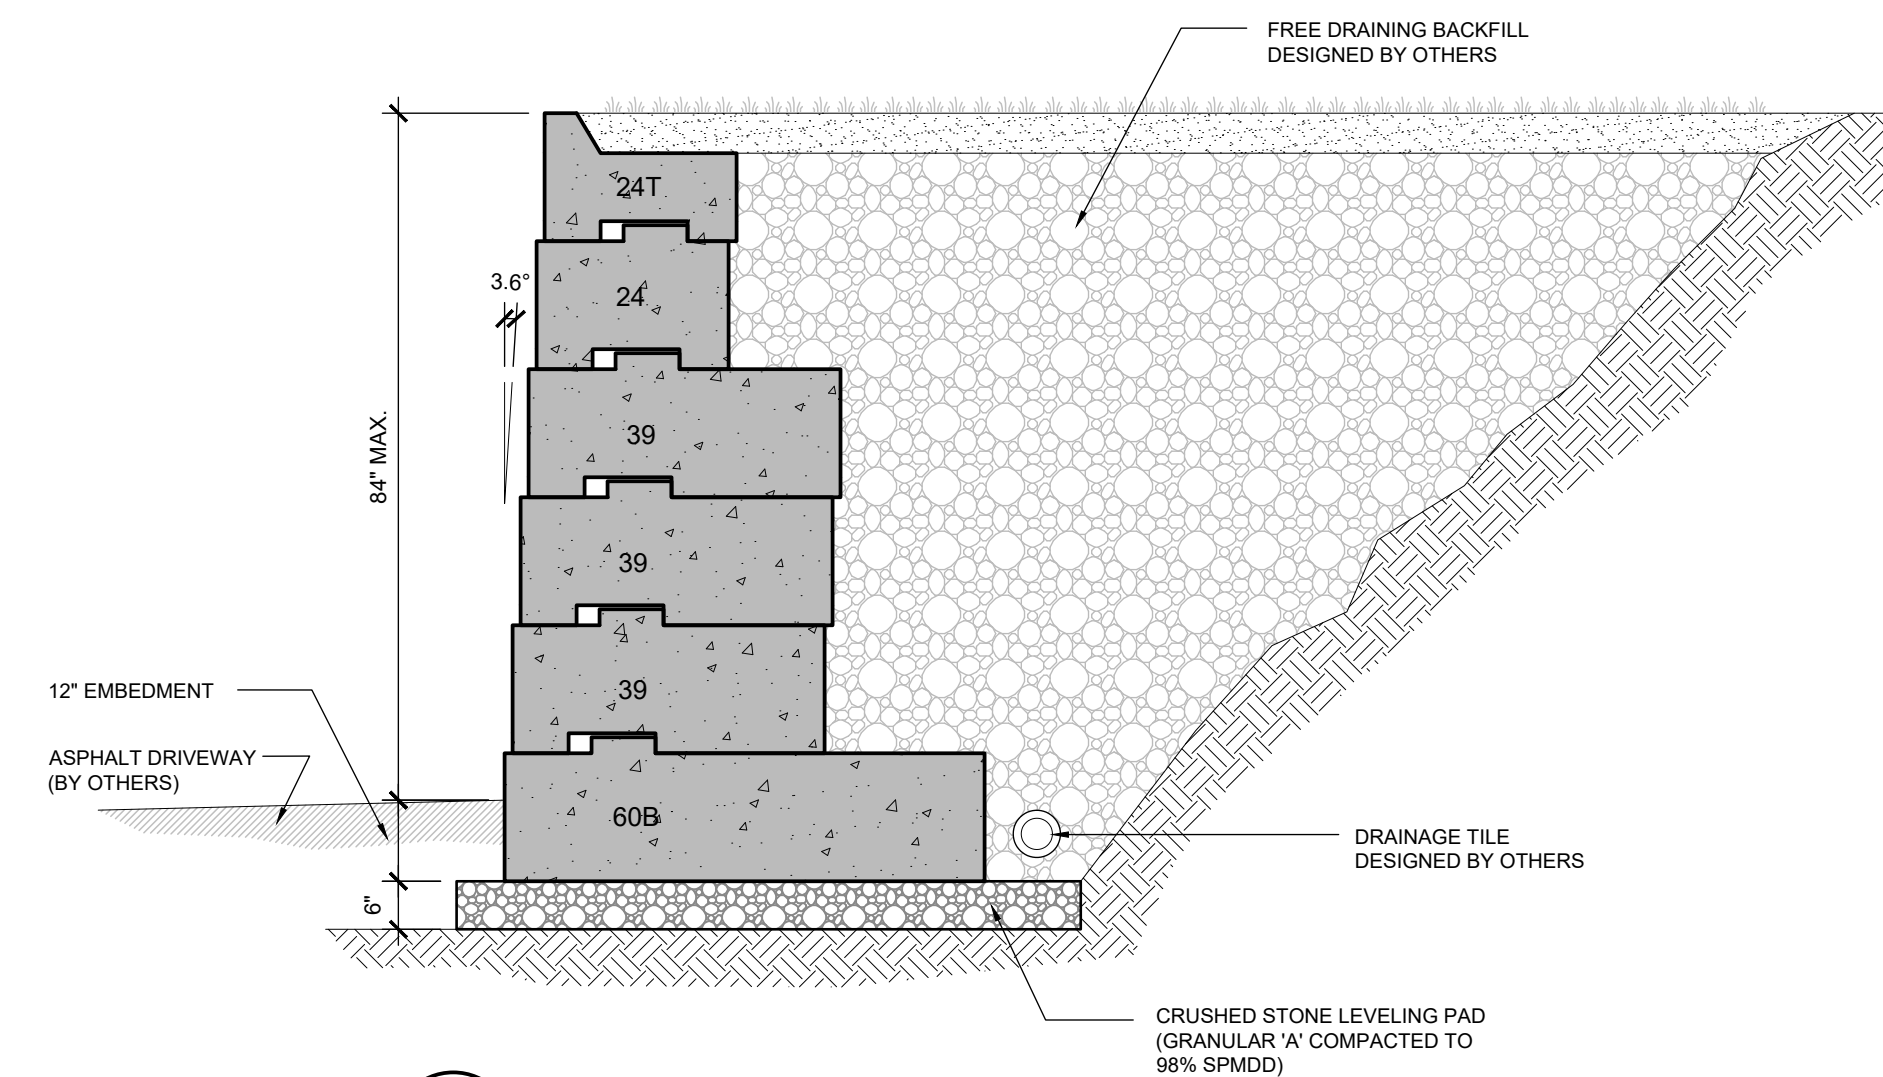 FREE DRAINING BACKFILL
DESIGNED BY OTHERS
24T
24
3.6°
39
84" MAX.
39
39
12" EMBEDMENT
ASPHALT DRIVEWAY
(BY OTHERS)
60B
DRAINAGE TILE
DESIGNED BY OTHERS
6"
CRUSHED STONE LEVELING PAD
(GRANULAR 'A' COMPACTED TO
98% SPMDD)